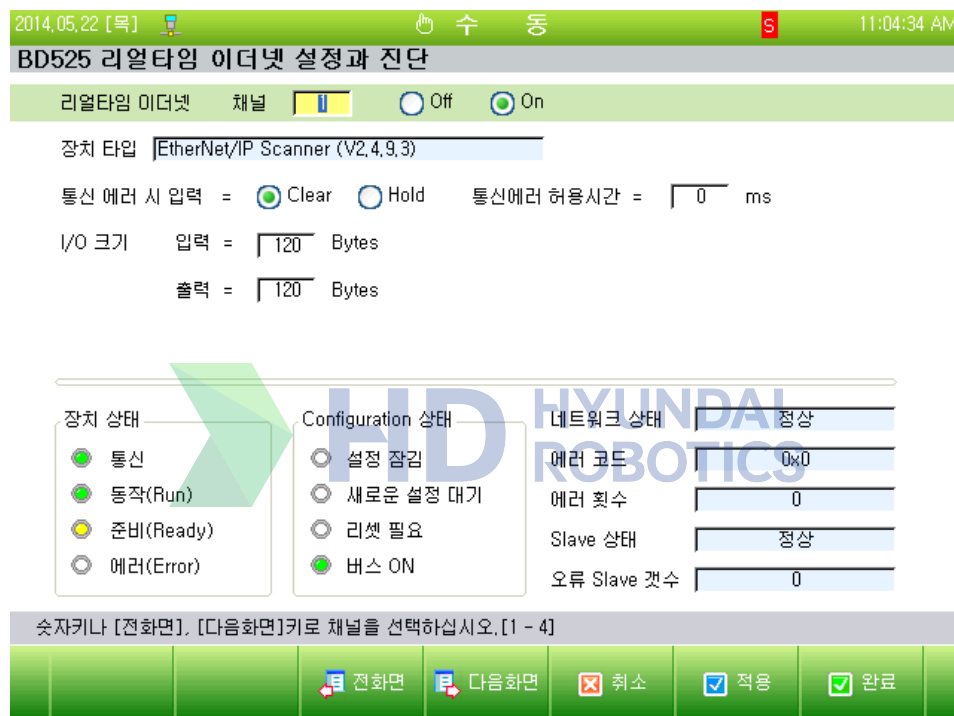 2014.05.22 [목] 수 동 S 11:04:34 AM
BD525 리얼타임 이더넷 설정과 진단
리얼타임 이더넷 채널 1 Off On
장치 타입 EtherNet/IP Scanner (V2.4.9.3)
통신 에러 시 입력 = Clear Hold 통신에러 허용시간 = 0 ms
I/O 크기 입력 = 120 Bytes
출력 = 120 Bytes
HD HYUNDAI ROBOTICS
장치 상태 Configuration 상태 네트워크 상태 정상
통신 설정 잠김 에러 코드 0x0
동작(Run) 새로운 설정 대기 에러 횟수 0
준비(Ready) 리셋 필요 Slave 상태 정상
에러(Error) 버스 ON 오류 Slave 갯수 0
숫자키나 [전화면], [다음화면]키로 채널을 선택하십시오.[1 - 4]
전화면 다음화면 취소 적용 완료